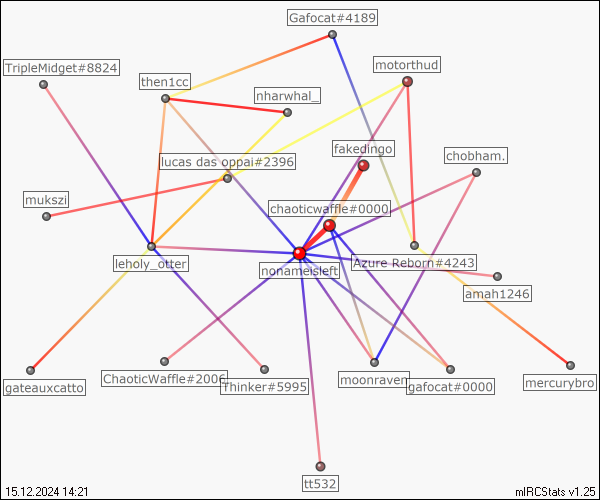 Gafocat#4189
TripleMidget#8824
motorthud
then1cc
nharwhal_
fakedingo
chobham.
lucas das oppai#2396
mukszi
chaoticwaffle#0000
leholy_otter
nonameisleft
Azure Reborn#4243
amah1246
gateauxcatto
ChaoticWaffle#2006
Thinker#5995
moonraven
gafocat#0000
mercurybro
tt532
15.12.2024 14:21
mIRCStats v1.25